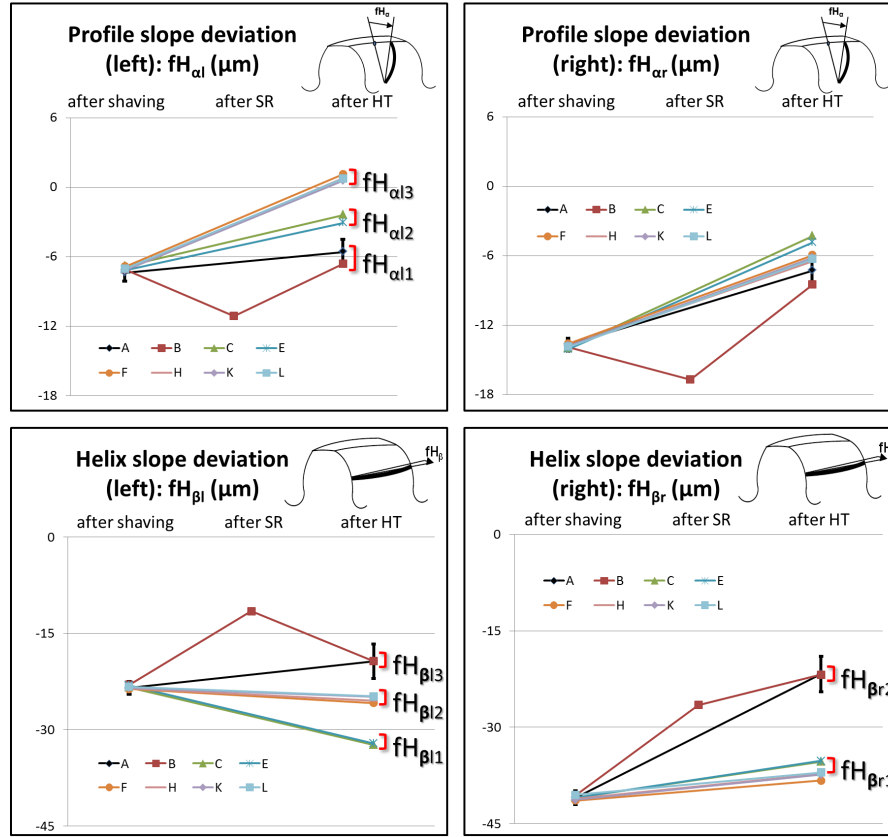 Profile slope deviation
(left): fHαl (μm)
fHα
after shaving after SR after HT
6
0
-6
-12
-18
fHαl3
fHαl2
fHαl1
A B C E
F H K L
Profile slope deviation
(right): fHαr (μm)
fHα
after shaving after SR after HT
6
0
-6
-12
-18
A B C E
F H K L
Helix slope deviation
(left): fHβl (μm)
fHβ
after shaving after SR after HT
0
-15
-30
-45
fHβl3
fHβl2
fHβl1
A B C E
F H K L
Helix slope deviation
(right): fHβr (μm)
fH
after shaving after SR after HT
0
-15
-30
-45
A B C E
F H K L
fHβr2
fHβr1